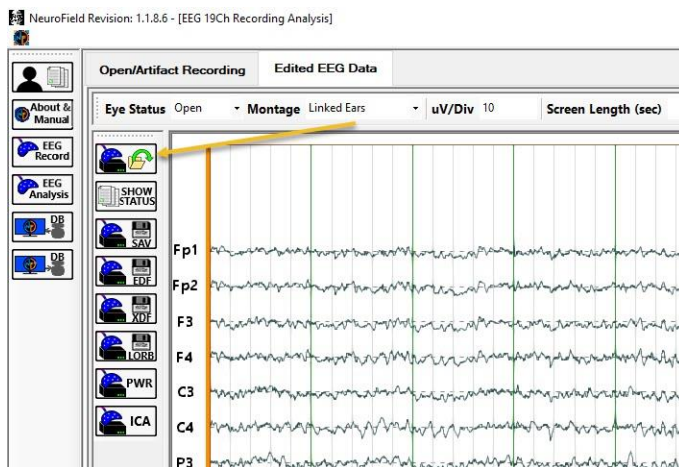 NeuroField Revision: 1.1.8.6 - [EEG 19Ch Recording Analysis]
Open/Artifact Recording Edited EEG Data
Eye Status Open Montage Linked Ears uV/Div 10 Screen Length (sec)
About &
Manual
EEG
Record
EEG
Analysis
DB
DB
SHOW
STATUS
SAV
EDF
XDF
LORB
PWR
ICA
Fp1
Fp2
F3
F4
C3
C4
P3